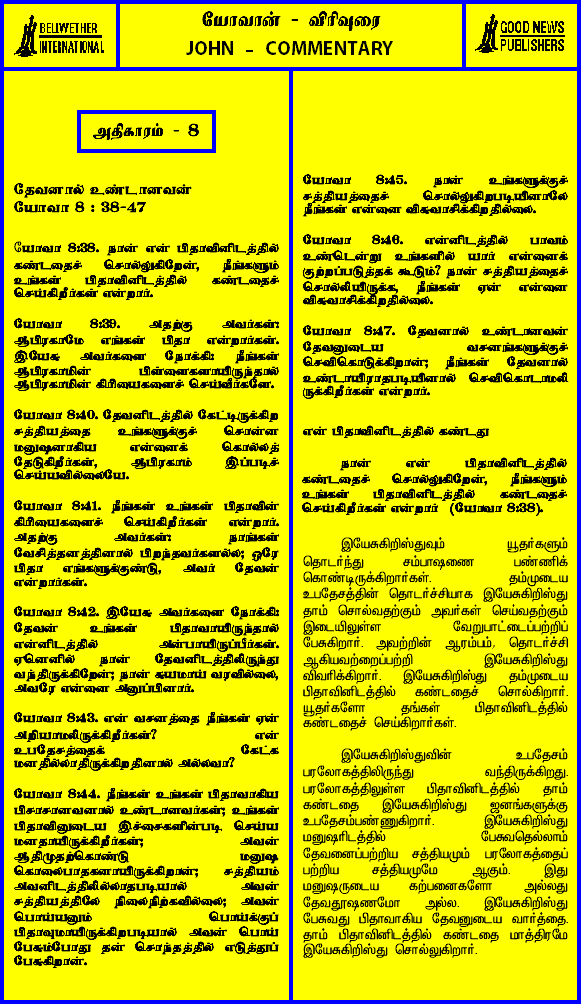 BELWETHER
INTERNATIONAL
யோவான் - விரிவுரை
JOHN - COMMENTARY
GOOD NEWS
PUBLISHERS
அதிகாரம் - 8
தேவனால் உண்டானவன்
யோவா 8 : 38-47
யோவா 8:38. நான் என் பிதாவினிடத்தில்
கண்டதைச் சொல்லுகிறேன், நீங்களும்
உங்கள் பிதாவினிடத்தில் கண்டதைச்
செய்கிறீர்கள் என்றார்.
யோவா 8:39. அதற்கு அவர்கள்:
ஆபிரகாமே எங்கள் பிதா என்றார்கள்.
இயேசு அவர்களை நோக்கி: நீங்கள்
ஆபிரகாமின் பிள்ளைகளாயிருந்தால்
ஆபிரகாமின் கிரியைகளைச் செய்வீர்களே.
யோவா 8:40. தேவனிடத்தில் கேட்டிருக்கிற
சத்தியத்தை உங்களுக்குச் சொன்ன
மனுஷனாகிய என்னைக் கொல்லத்
தேடுகிறீர்கள், ஆபிரகாம் இப்படிச்
செய்யவில்லையே.
யோவா 8:41. நீங்கள் உங்கள் பிதாவின்
கிரியைகளைச் செய்கிறீர்கள் என்றார்.
அதற்கு அவர்கள்: நாங்கள்
வேசித்தனத்தினால் பிறந்தவர்களல்ல; ஒரே
பிதா எங்களுக்குண்டு, அவர் தேவன்
என்றார்கள்.
யோவா 8:42. இயேசு அவர்களை நோக்கி:
தேவன் உங்கள் பிதாவாயிருந்தால்
என்னிடத்தில் அன்பாயிருப்பீர்கள்.
ஏனெனில் நான் தேவனிடத்திலிருந்து
வந்திருக்கிறேன்; நான் சுயமாய் வரவில்லை,
அவரே என்னை அனுப்பினார்.
யோவா 8:43. என் வசனத்தை நீங்கள் ஏன்
அறியாமலிருக்கிறீர்கள்? என்
உபதேசத்தைக் கேட்க
மனதில்லாதிருக்கிறதினால் அல்லவா?
யோவா 8:44. நீங்கள் உங்கள் பிதாவாகிய
பிசாசானவனால் உண்டானவர்கள்; உங்கள்
பிதாவினுடைய இச்சைகளின்படி செய்ய
மனதாயிருக்கிறீர்கள்; அவன்
ஆதிமுதற்கொண்டு மனுஷ
கொலைபாதகனாயிருக்கிறான்; சத்தியம்
அவனிடத்திலில்லாதபடியால் அவன்
சத்தியத்திலே நிலைநிற்கவில்லை; அவன்
பொய்யனும் பொய்க்குப்
பிதாவுமாயிருக்கிறபடியால் அவன் பொய்
பேசும்போது தன் சொந்தத்தில் எடுத்துப்
பேசுகிறான்.
யோவா 8:45. நான் உங்களுக்குச்
சத்தியத்தைச் சொல்லுகிறபடியினாலே
நீங்கள் என்னை விசுவாசிக்கிறதில்லை.
யோவா 8:46. என்னிடத்தில் பாவம்
உண்டென்று உங்களில் யார் என்னைக்
குற்றப்படுத்தக் கூடும்? நான் சத்தியத்தைச்
சொல்லியிருக்க, நீங்கள் ஏன் என்னை
விசுவாசிக்கிறதில்லை.
யோவா 8:47. தேவனால் உண்டானவன்
தேவனுடைய வசனங்களுக்குச்
செவிகொடுக்கிறான்; நீங்கள் தேவனால்
உண்டாயிராதபடியினால் செவிகொடாமலி
ருக்கிறீர்கள் என்றார்.
என் பிதாவினிடத்தில் கண்டது
நான் என் பிதாவினிடத்தில்
கண்டதைச் சொல்லுகிறேன், நீங்களும்
உங்கள் பிதாவினிடத்தில் கண்டதைச்
செய்கிறீர்கள் என்றார் (யோவா 8:38).
இயேசுகிறிஸ்துவும் யூதர்களும்
தொடர்ந்து சம்பாஷணை பண்ணிக்
கொண்டிருக்கிறார்கள். தம்முடைய
உபதேசத்தின் தொடர்ச்சியாக இயேசுகிறிஸ்து
தாம் சொல்வதற்கும் அவர்கள் செய்வதற்கும்
இடையிலுள்ள வேறுபாட்டைப்பற்றிப்
பேசுகிறார். அவற்றின் ஆரம்பம், தொடர்ச்சி
ஆகியவற்றைப்பற்றி இயேசுகிறிஸ்து
விவரிக்கிறார். இயேசுகிறிஸ்து தம்முடைய
பிதாவினிடத்தில் கண்டதைச் சொல்கிறார்.
யூதர்களோ தங்கள் பிதாவினிடத்தில்
கண்டதைச் செய்கிறார்கள்.
இயேசுகிறிஸ்துவின் உபதேசம்
பரலோகத்திலிருந்து வந்திருக்கிறது.
பரலோகத்திலுள்ள பிதாவினிடத்தில் தாம்
கண்டதை இயேசுகிறிஸ்து ஜனங்களுக்கு
உபதேசம்பண்ணுகிறார். இயேசுகிறிஸ்து
மனுஷரிடத்தில் பேசுவதெல்லாம்
தேவனைப்பற்றிய சத்தியமும் பரலோகத்தைப்
பற்றிய சத்தியமுமே ஆகும். இது
மனுஷருடைய கற்பனைகளோ அல்லது
தேவதூஷணமோ அல்ல. இயேசுகிறிஸ்து
பேசுவது பிதாவாகிய தேவனுடைய வார்த்தை.
தாம் பிதாவினிடத்தில் கண்டதை மாத்திரமே
இயேசுகிறிஸ்து சொல்லுகிறார்.